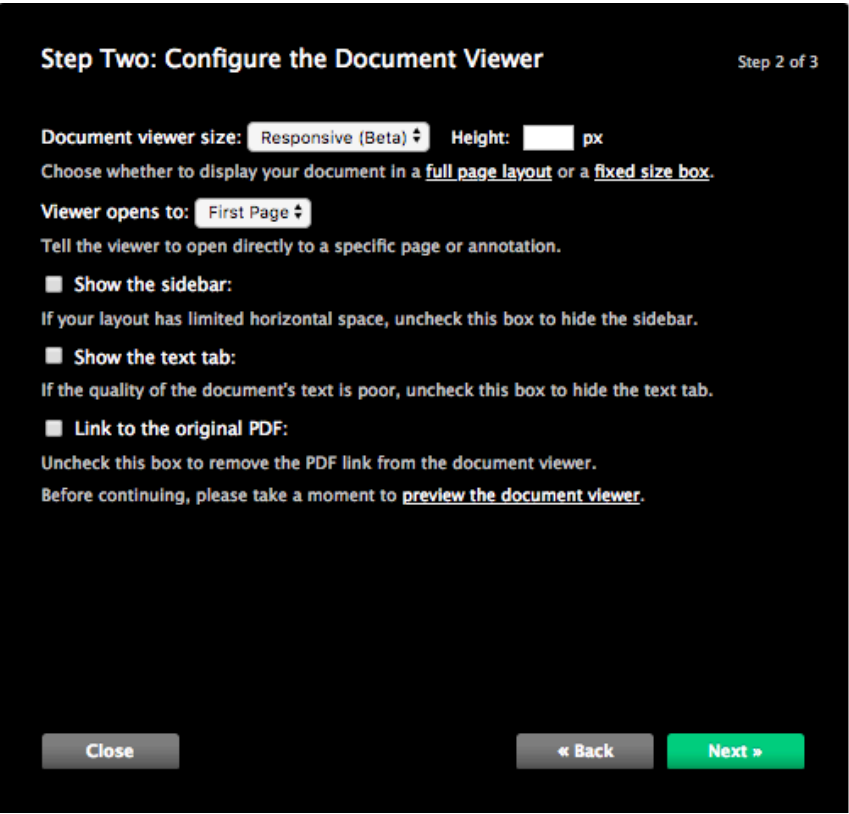 Step Two: Configure the Document Viewer Step 2 of 3
Document viewer size: Responsive (Beta) Height: px
Choose whether to display your document in a full page layout or a fixed size box.
Viewer opens to: First Page
Tell the viewer to open directly to a specific page or annotation.
Show the sidebar:
If your layout has limited horizontal space, uncheck this box to hide the sidebar.
Show the text tab:
If the quality of the document's text is poor, uncheck this box to hide the text tab.
Link to the original PDF:
Uncheck this box to remove the PDF link from the document viewer.
Before continuing, please take a moment to preview the document viewer.
Close « Back Next »